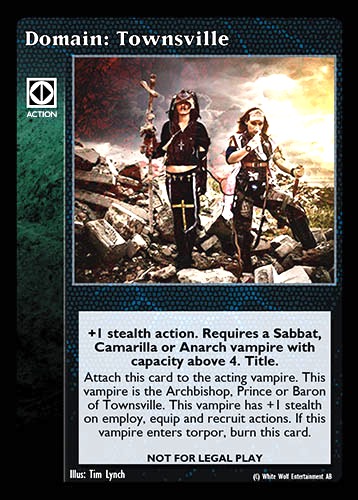 Domain: Townsville
ACTION
+1 stealth action. Requires a Sabbat,
Camarilla or Anarch vampire with
capacity above 4. Title.
Attach this card to the acting vampire. This
vampire is the Archbishop, Prince or Baron
of Townsville. This vampire has +1 stealth
on employ, equip and recruit actions. If this
vampire enters torpor, burn this card.
NOT FOR LEGAL PLAY
Illus: Tim Lynch
(C) White Wolf Entertainment AB